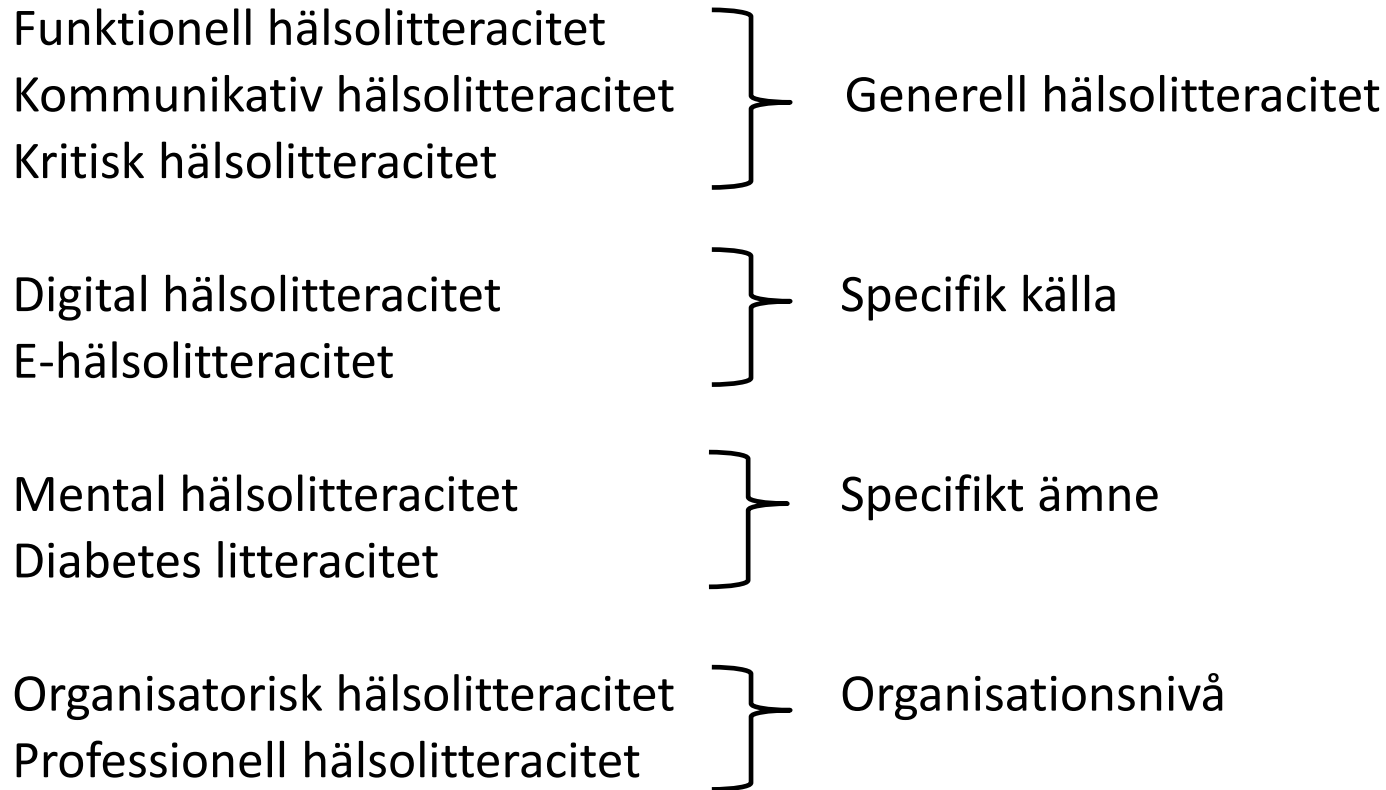 Funktionell hälsolitteracitet
Kommunikativ hälsolitteracitet
Kritisk hälsolitteracitet
Generell hälsolitteracitet
Digital hälsolitteracitet
E-hälsolitteracitet
Specifik källa
Mental hälsolitteracitet
Diabetes litteracitet
Specifikt ämne
Organisatorisk hälsolitteracitet
Professionell hälsolitteracitet
Organisationsnivå